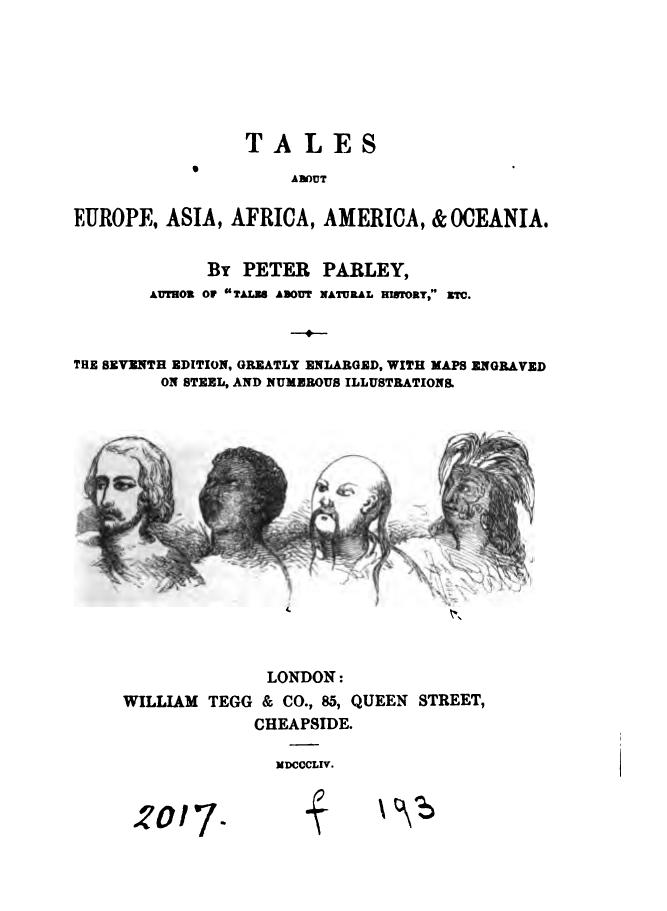 TALES
ABOUT
EUROPE, ASIA, AFRICA, AMERICA, & OCEANIA.
BY PETER PARLEY,
AUTHOR OF "TALES ABOUT NATURAL HISTORY," ETC.
THE SEVENTH EDITION, GREATLY ENLARGED, WITH MAPS ENGRAVED
ON STEEL, AND NUMEROUS ILLUSTRATIONS.
LONDON:
WILLIAM TEGG & CO., 85, QUEEN STREET,
CHEAPSIDE.
MDCCCLIV.
2017. f 193